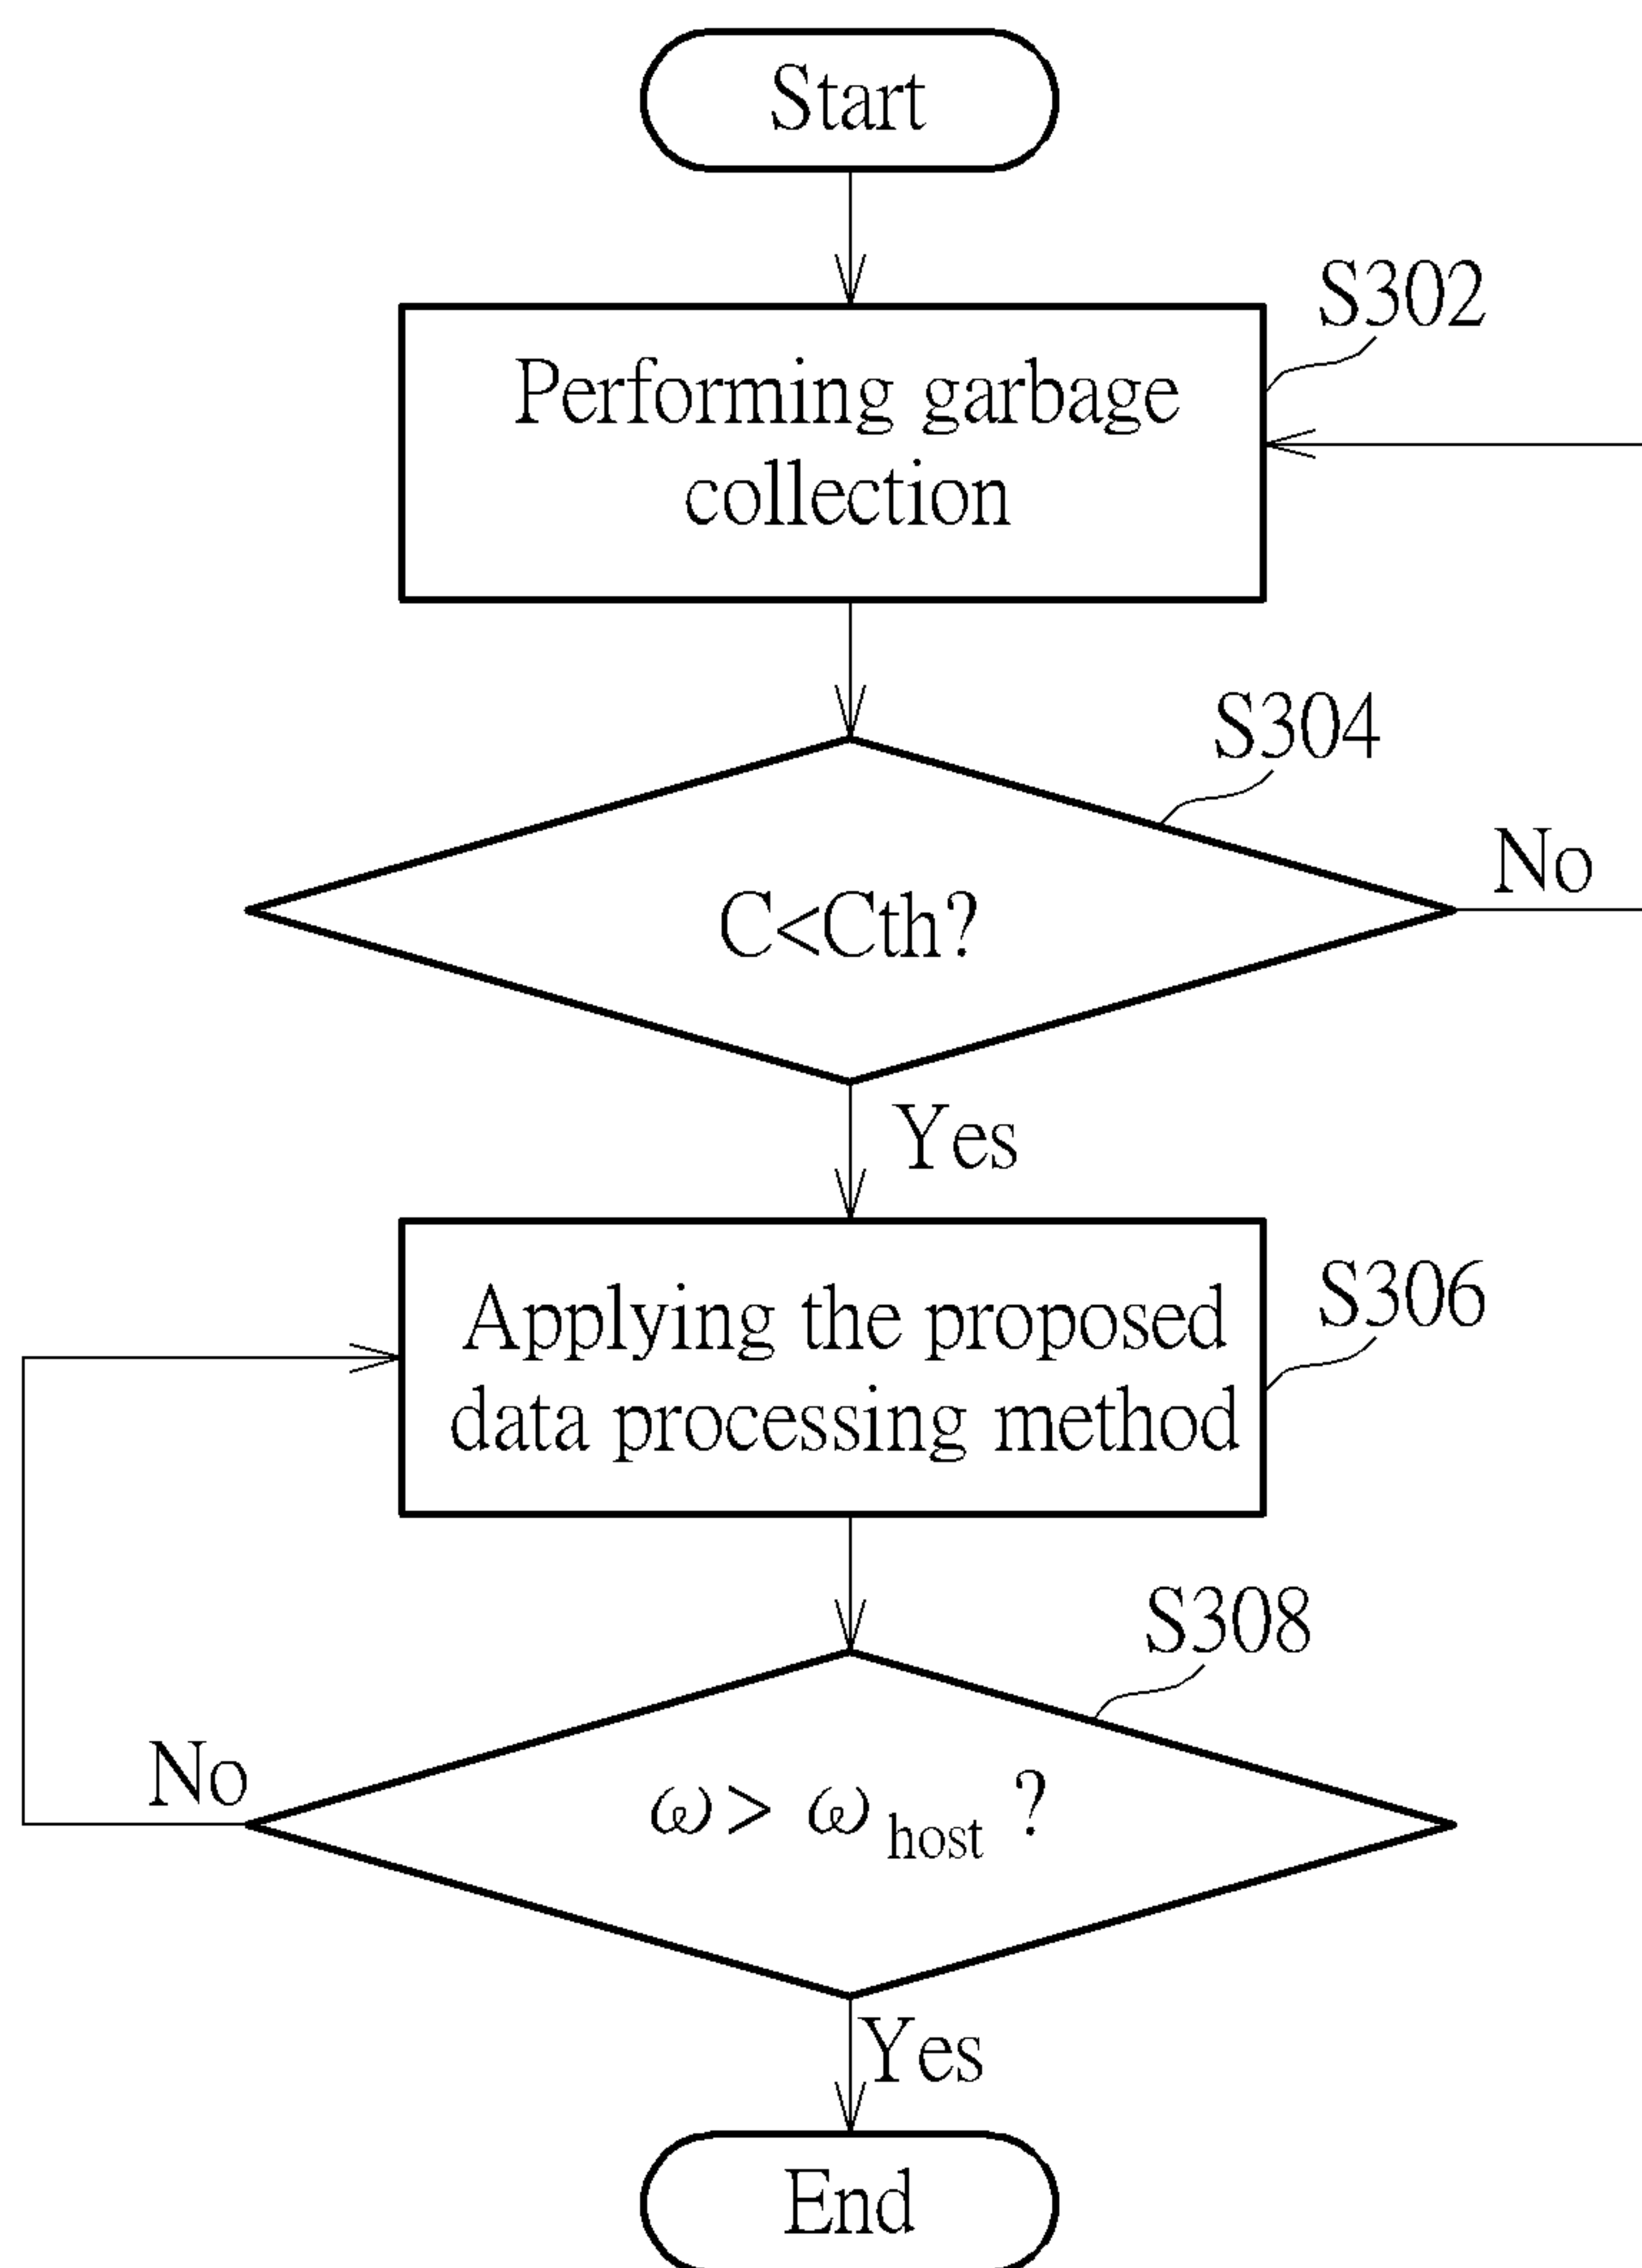 Start
S302
Performing garbage
collection
S304
No
C<Cth?
Yes
S306
Applying the proposed
data processing method
S308
No
ω> ω host ?
Yes
End